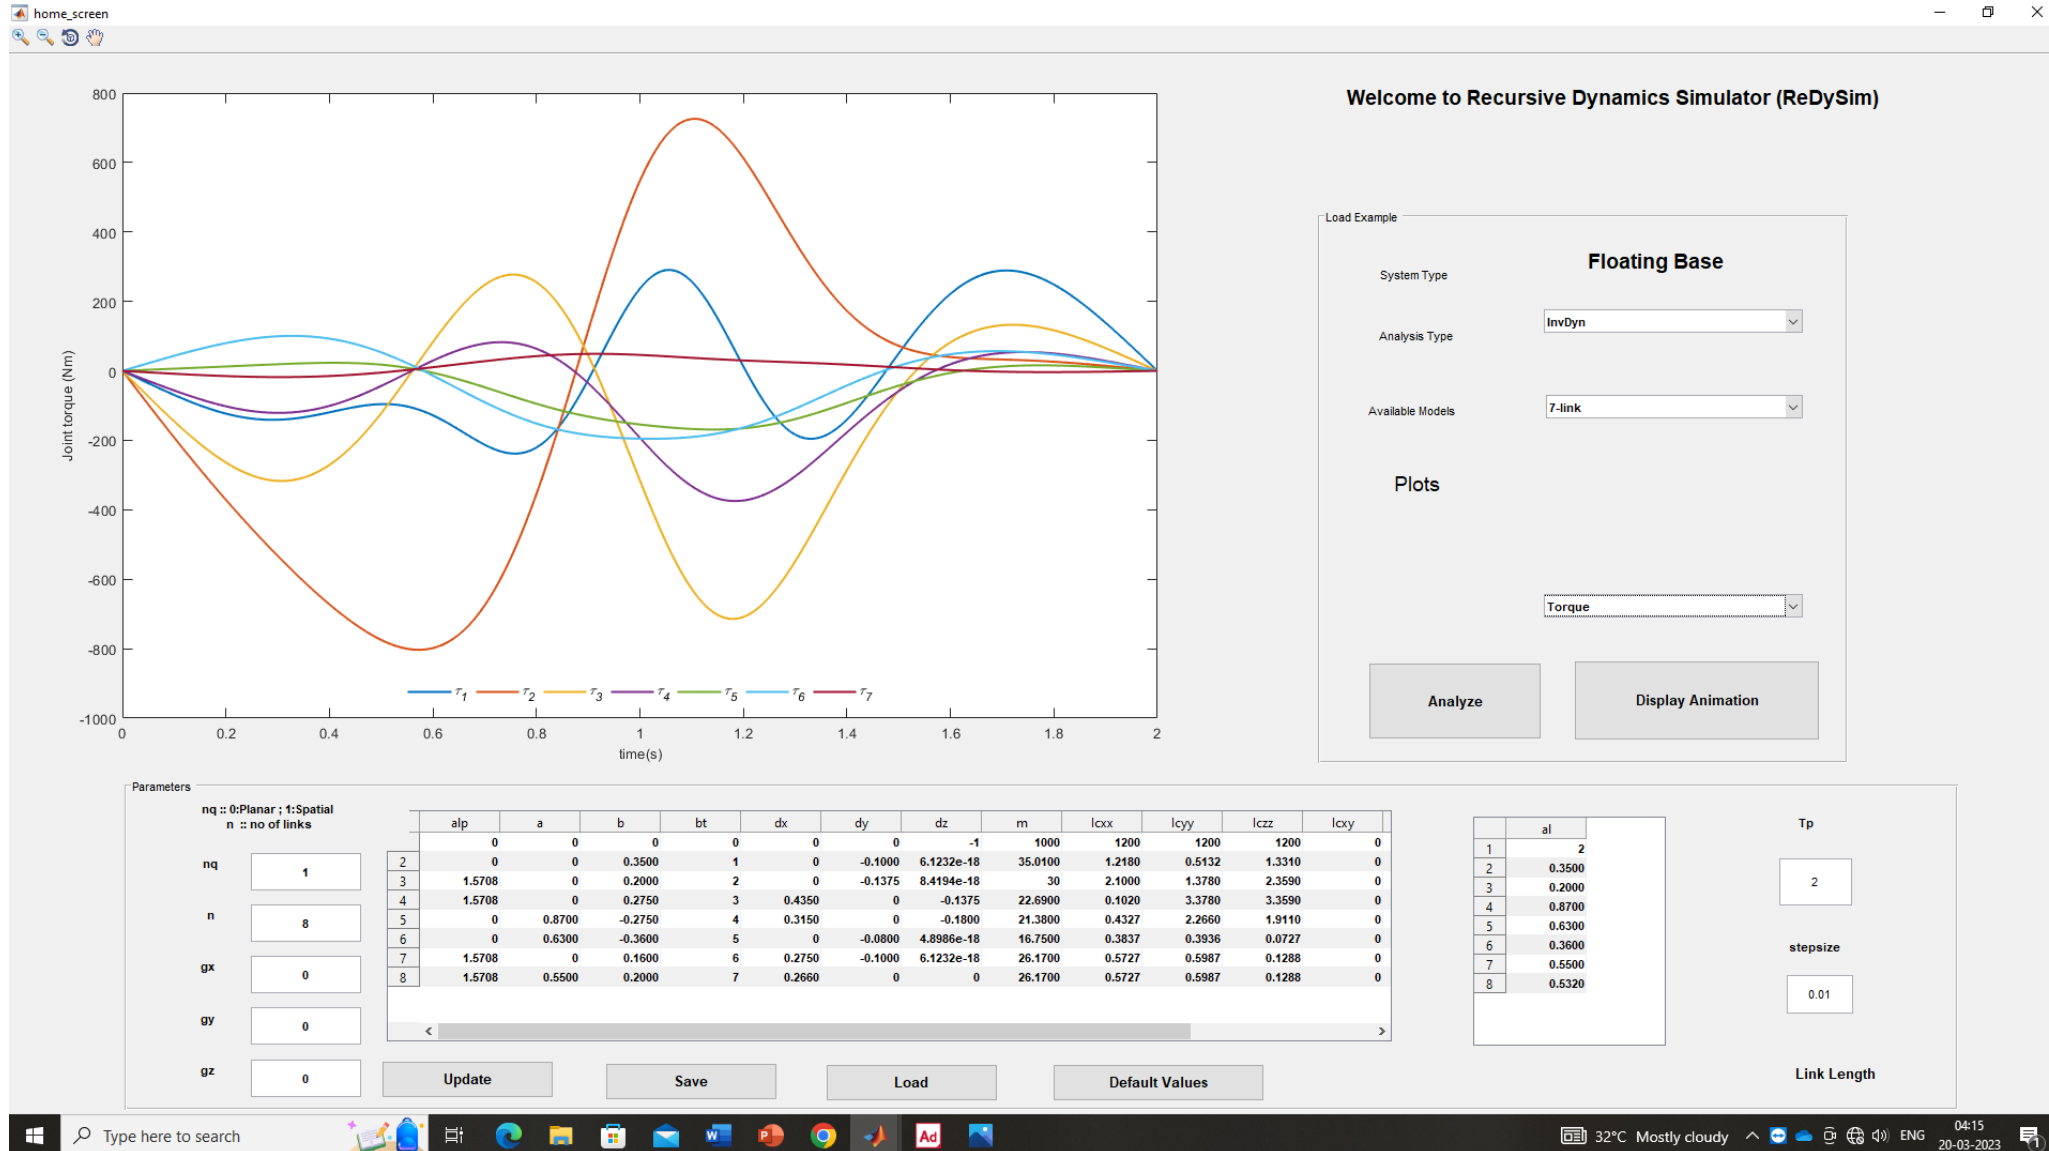 home_screen
Welcome to Recursive Dynamics Simulator (ReDySim)
800
600
400
200
0
-200
-400
-600
-800
-1000
Joint torque (Nm)
τ1 τ2 τ3 τ4 τ5 τ6 τ7
0 0.2 0.4 0.6 0.8 1 1.2 1.4 1.6 1.8 2
time(s)
Load Example
Floating Base
System Type
InvDyn
Analysis Type
Available Models
7-link
Plots
Torque
Analyze
Display Animation
Parameters
nq :: 0:Planar ; 1:Spatial
n :: no of links
nq 1
n 8
gx 0
gy 0
gz 0
alp a b bt dx dy dz m Icxx Icyy Iczz Icxy
0 0 0 0 0 0 -1 1000 1200 1200 1200 0
2 0 0 0.3500 1 0 -0.1000 6.1232e-18 35.0100 1.2180 0.5132 1.3310 0
3 1.5708 0 0.2000 2 0 -0.1375 8.4194e-18 30 2.1000 1.3780 2.3590 0
4 1.5708 0 0.2750 3 0.4350 0 -0.1375 22.6900 0.1020 3.3780 3.3590 0
5 0 0.8700 -0.2750 4 0.3150 0 -0.1800 21.3800 0.4327 2.2660 1.9110 0
6 0 0.6300 -0.3600 5 0 -0.0800 4.8986e-18 16.7500 0.3837 0.3936 0.0727 0
7 1.5708 0 0.1600 6 0.2750 -0.1000 6.1232e-18 26.1700 0.5727 0.5987 0.1288 0
8 1.5708 0.5500 0.2000 7 0.2660 0 0 26.1700 0.5727 0.5987 0.1288 0
al
1 2
2 0.3500
3 0.2000
4 0.8700
5 0.6300
6 0.3600
7 0.5500
8 0.5320
Tp
2
stepsize
0.01
Link Length
Update
Save
Load
Default Values
Type here to search
Ad
32°C Mostly cloudy
ENG
04:15
20-03-2023
1